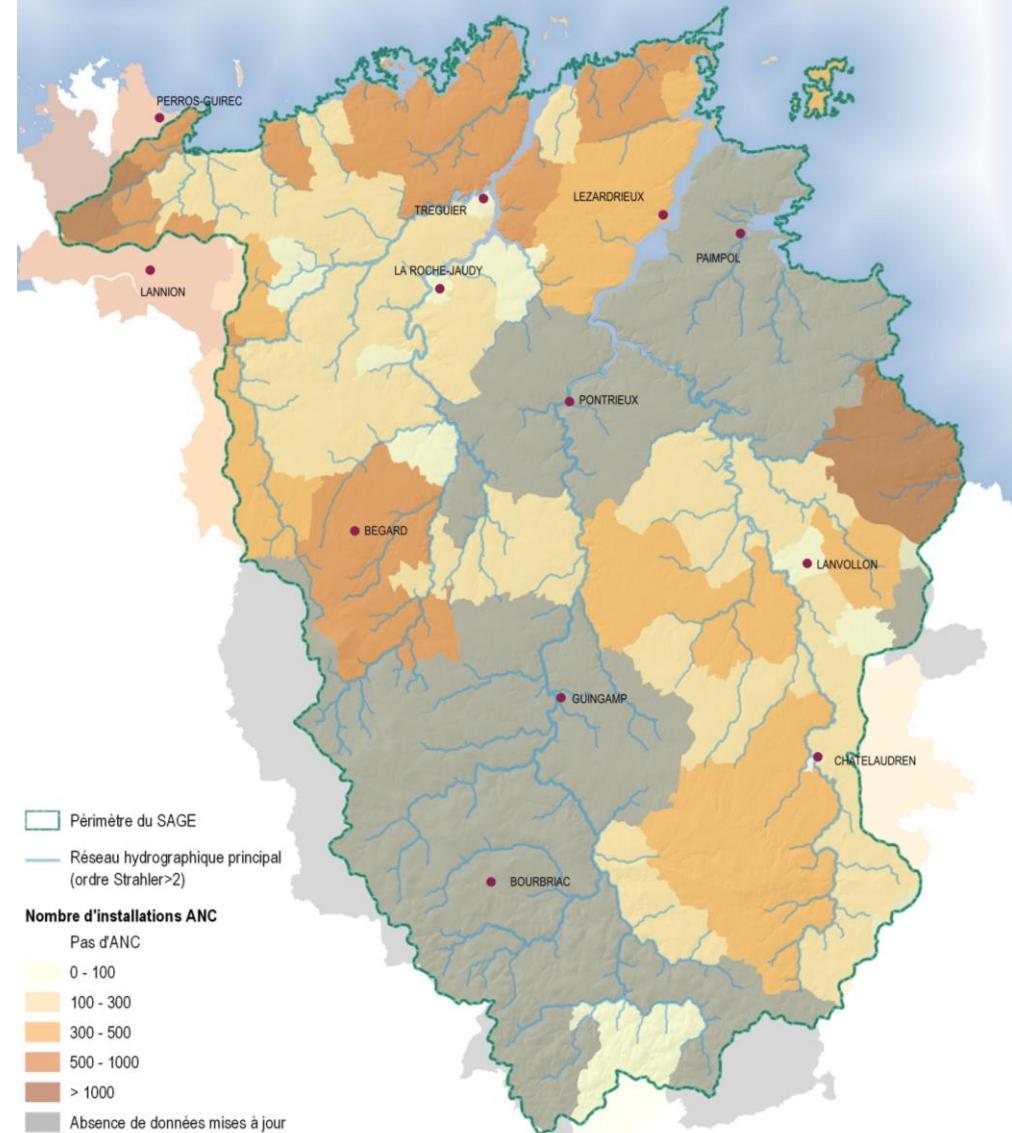 PERROS-GUIREC
TREGUIER
LEZARDRIEUX
PAIMPOL
LA ROCHE-JAUDY
LANNION
PONTRIEUX
BEGARD
LANVOLLON
GUINGAMP
CHATELAUDREN
BOURBRIAC
Périmètre du SAGE
Réseau hydrographique principal
(ordre Strahler>2)
Nombre d'installations ANC
Pas d'ANC
0 - 100
100 - 300
300 - 500
500 - 1000
> 1000
Absence de données mises à jour